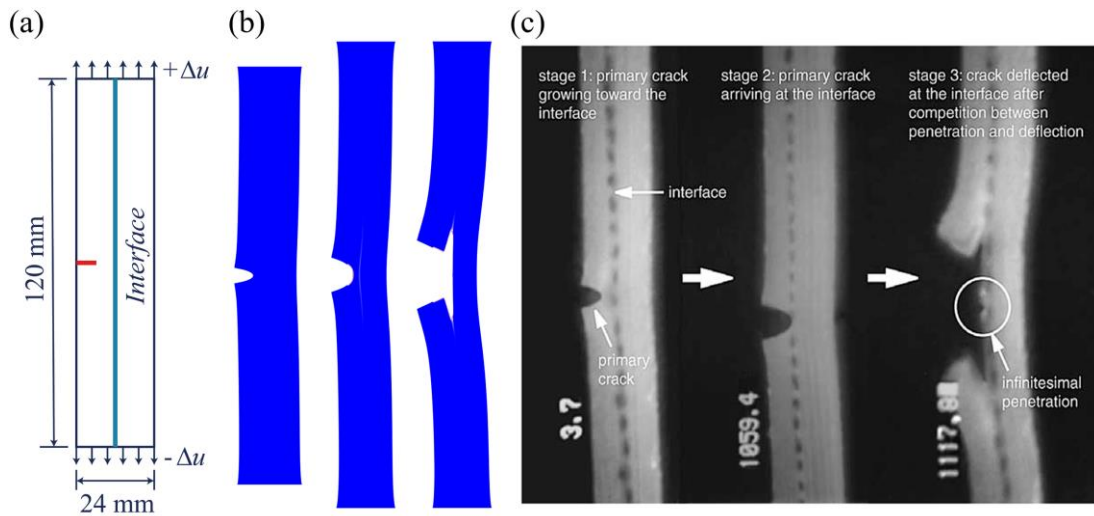 (a)
(b)
(c)
+Δu
120 mm
Interface
-Δu
24 mm
stage 1: primary crack
growing toward the
interface
stage 2: primary crack
arriving at the interface
stage 3: crack deflected
at the interface after
competition between
penetration and deflection
interface
primary
crack
infinitesimal
penetration
3.7
1059.4